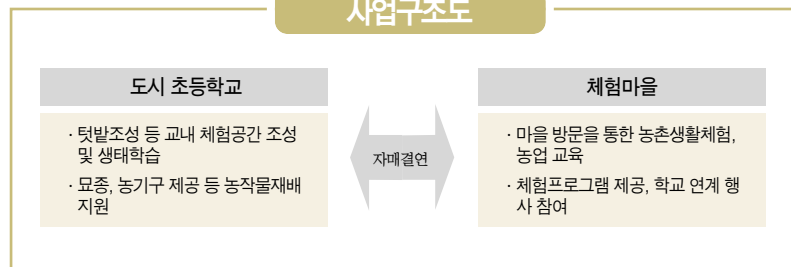 사업구조도
도시 초등학교
· 텃밭조성 등 교내 체험공간 조성
및 생태학습
· 묘종, 농기구 제공 등 농작물재배
지원
자매결연
체험마을
· 마을 방문을 통한 농촌생활체험,
농업 교육
· 체험프로그램 제공, 학교 연계 행
사 참여